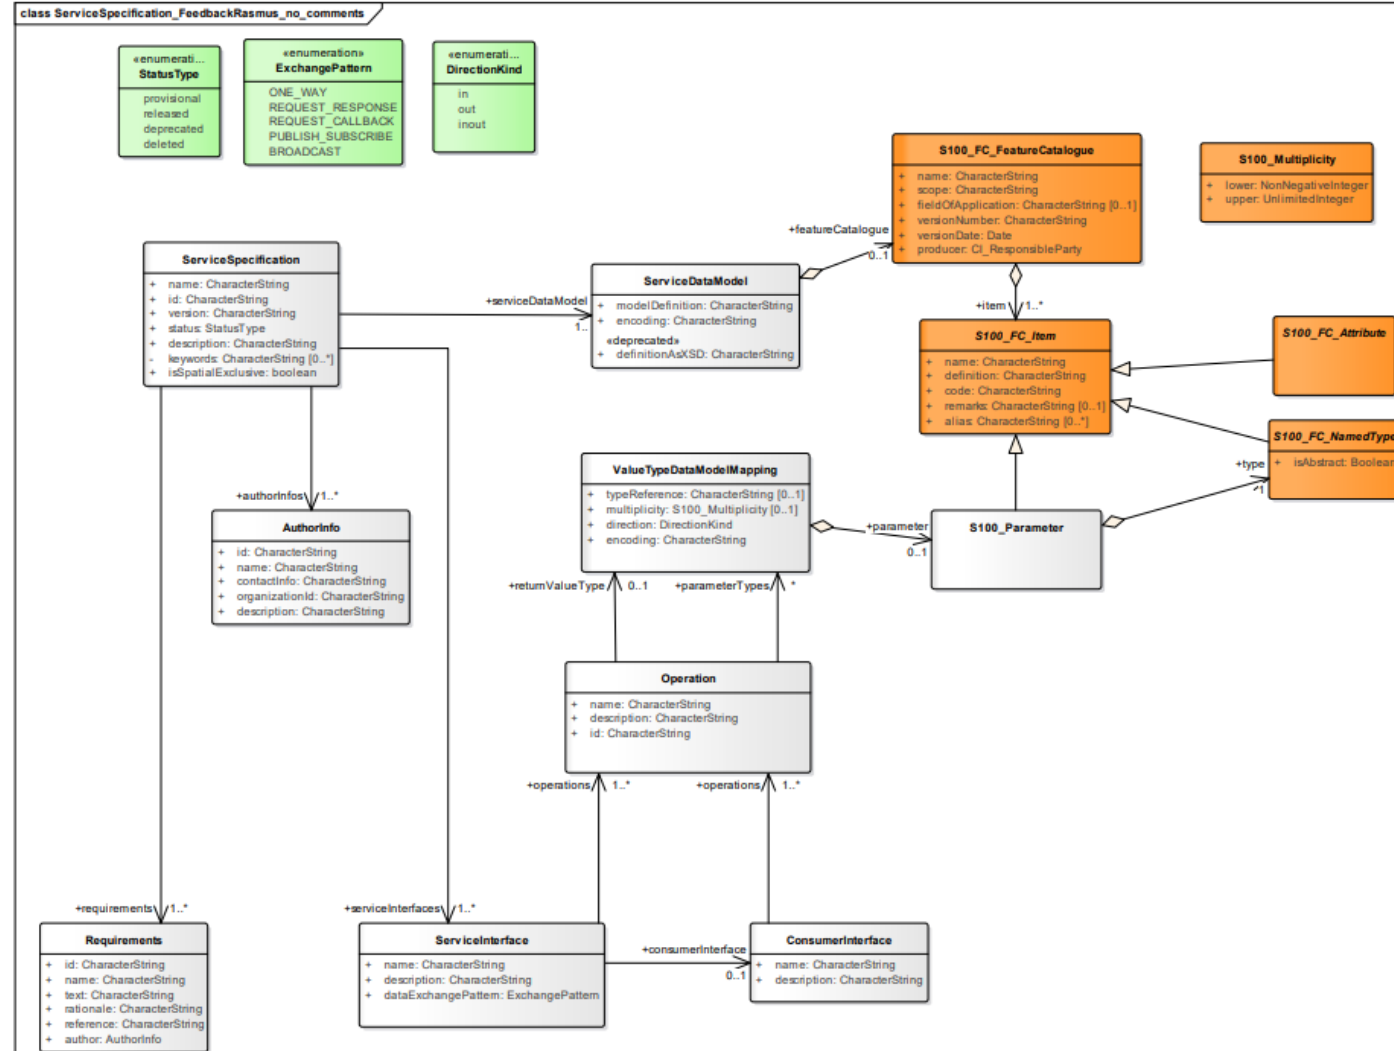 class ServiceSpecification_FeedbackRasmus_no_comments
«enumerati...
StatusType
provisional
released
deprecated
deleted
«enumeration»
ExchangePattern
ONE_WAY
REQUEST_RESPONSE
REQUEST_CALLBACK
PUBLISH_SUBSCRIBE
BROADCAST
«enumerati...
DirectionKind
in
out
inout
S100_FC_FeatureCatalogue
+ name: CharacterString
+ scope: CharacterString
+ fieldOfApplication: CharacterString [0..1]
+ versionNumber: CharacterString
+ versionDate: Date
+ producer: CI_ResponsibleParty
S100_Multiplicity
+ lower: NonNegativeInteger
+ upper: UnlimitedInteger
+featureCatalogue
0..1
ServiceSpecification
+ name: CharacterString
+ id: CharacterString
+ version: CharacterString
+ status: StatusType
+ description: CharacterString
- keywords: CharacterString [0..*]
+ isSpatialExclusive: boolean
+serviceDataModel
1..
ServiceDataModel
+ modelDefinition: CharacterString
+ encoding: CharacterString
«deprecated»
+ definitionAsXSD: CharacterString
+item
1..*
S100_FC_Item
+ name: CharacterString
+ definition: CharacterString
+ code: CharacterString
+ remarks: CharacterString [0..1]
+ alias: CharacterString [0..*]
S100_FC_Attribute
S100_FC_NamedType
+ isAbstract: Boolean
+type
1
ValueTypeDataModelMapping
+ typeReference: CharacterString [0..1]
+ multiplicity: S100_Multiplicity [0..1]
+ direction: DirectionKind
+ encoding: CharacterString
+parameter
0..1
S100_Parameter
+authorInfos
1..*
AuthorInfo
+ id: CharacterString
+ name: CharacterString
+ contactInfo: CharacterString
+ organizationId: CharacterString
+ description: CharacterString
+returnValueType
0..1
+parameterTypes
*
Operation
+ name: CharacterString
+ description: CharacterString
+ id: CharacterString
+operations
1..*
+operations
1..*
+requirements
1..*
+serviceInterfaces
1..*
Requirements
+ id: CharacterString
+ name: CharacterString
+ text: CharacterString
+ rationale: CharacterString
+ reference: CharacterString
+ author: AuthorInfo
ServiceInterface
+ name: CharacterString
+ description: CharacterString
+ dataExchangePattern: ExchangePattern
+consumerInterface
0..1
ConsumerInterface
+ name: CharacterString
+ description: CharacterString